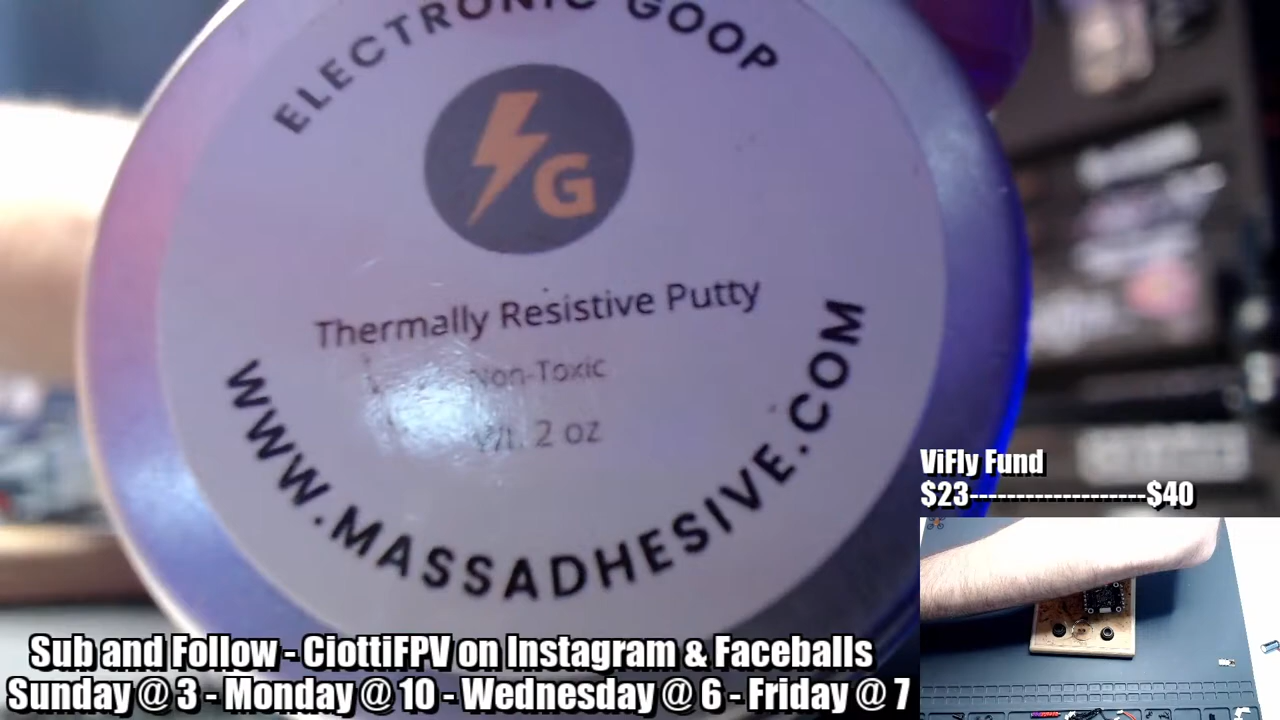 ELECTRONIC GOOP
G
Thermally Resistive Putty
Non-Toxic
Wt. 2 oz
WWW.MASSADHESIVE.COM
ViFly Fund
$23-------------------$40
Sub and Follow - CiottiFPV on Instagram & Faceballs
Sunday @ 3 - Monday @ 10 - Wednesday @ 6 - Friday @ 7